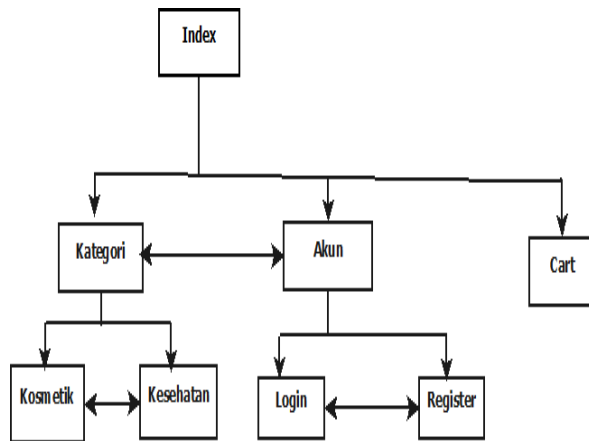 Index
Kategori
Akun
Cart
Kosmetik
Kesehatan
Login
Register